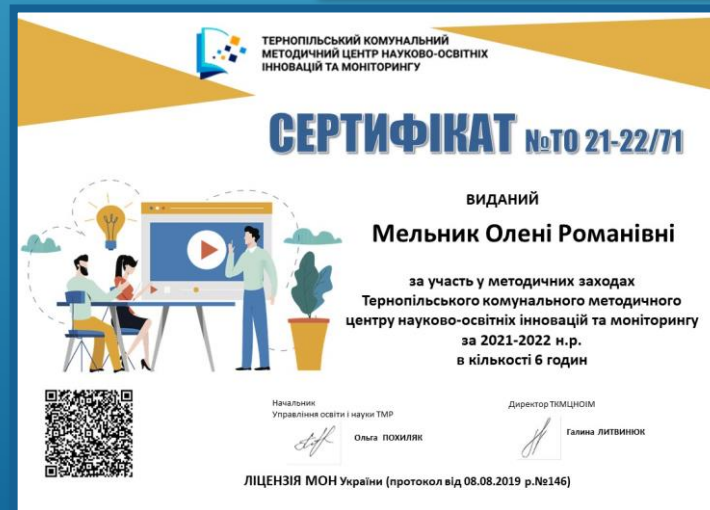 ТЕРНОПІЛЬСЬКИЙ КОМУНАЛЬНИЙ
МЕТОДИЧНИЙ ЦЕНТР НАУКОВО-ОСВІТНІХ
ІННОВАЦІЙ ТА МОНІТОРИНГУ
СЕРТИФІКАТ №ТО 21-22/71
ВИДАНИЙ
Мельник Олені Романівні
за участь у методичних заходах
Тернопільського комунального методичного
центру науково-освітніх інновацій та моніторингу
за 2021-2022 н.р.
в кількості 6 годин
Начальник
Управління освіти і науки ТМР
Ольга ПОХИЛЯК
Директор ТКМЦНОІМ
Галина ЛИТВИНЮК
ЛІЦЕНЗІЯ МОН України (протокол від 08.08.2019 р.№146)